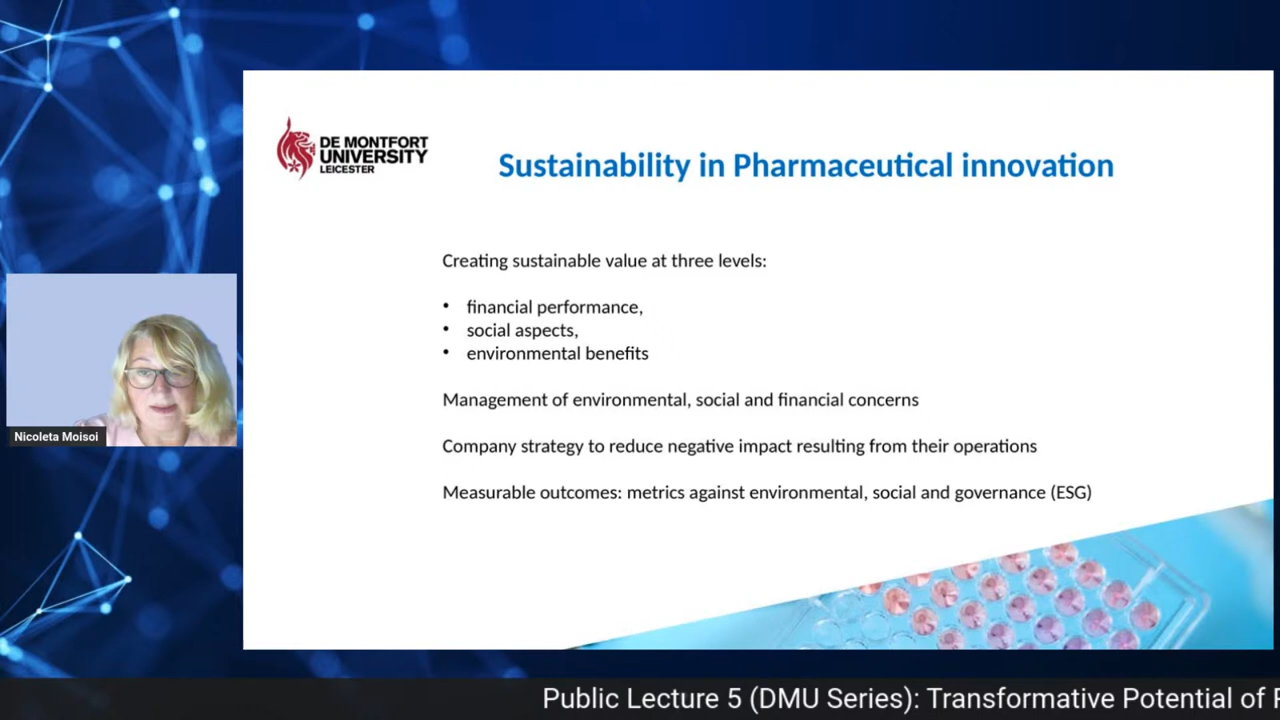 DE MONTFORT
UNIVERSITY
LEICESTER
Sustainability in Pharmaceutical innovation
Creating sustainable value at three levels:
• financial performance,
• social aspects,
• environmental benefits
Management of environmental, social and financial concerns
Company strategy to reduce negative impact resulting from their operations
Measurable outcomes: metrics against environmental, social and governance (ESG)
Nicoleta Moisoi
Public Lecture 5 (DMU Series): Transformative Potential of